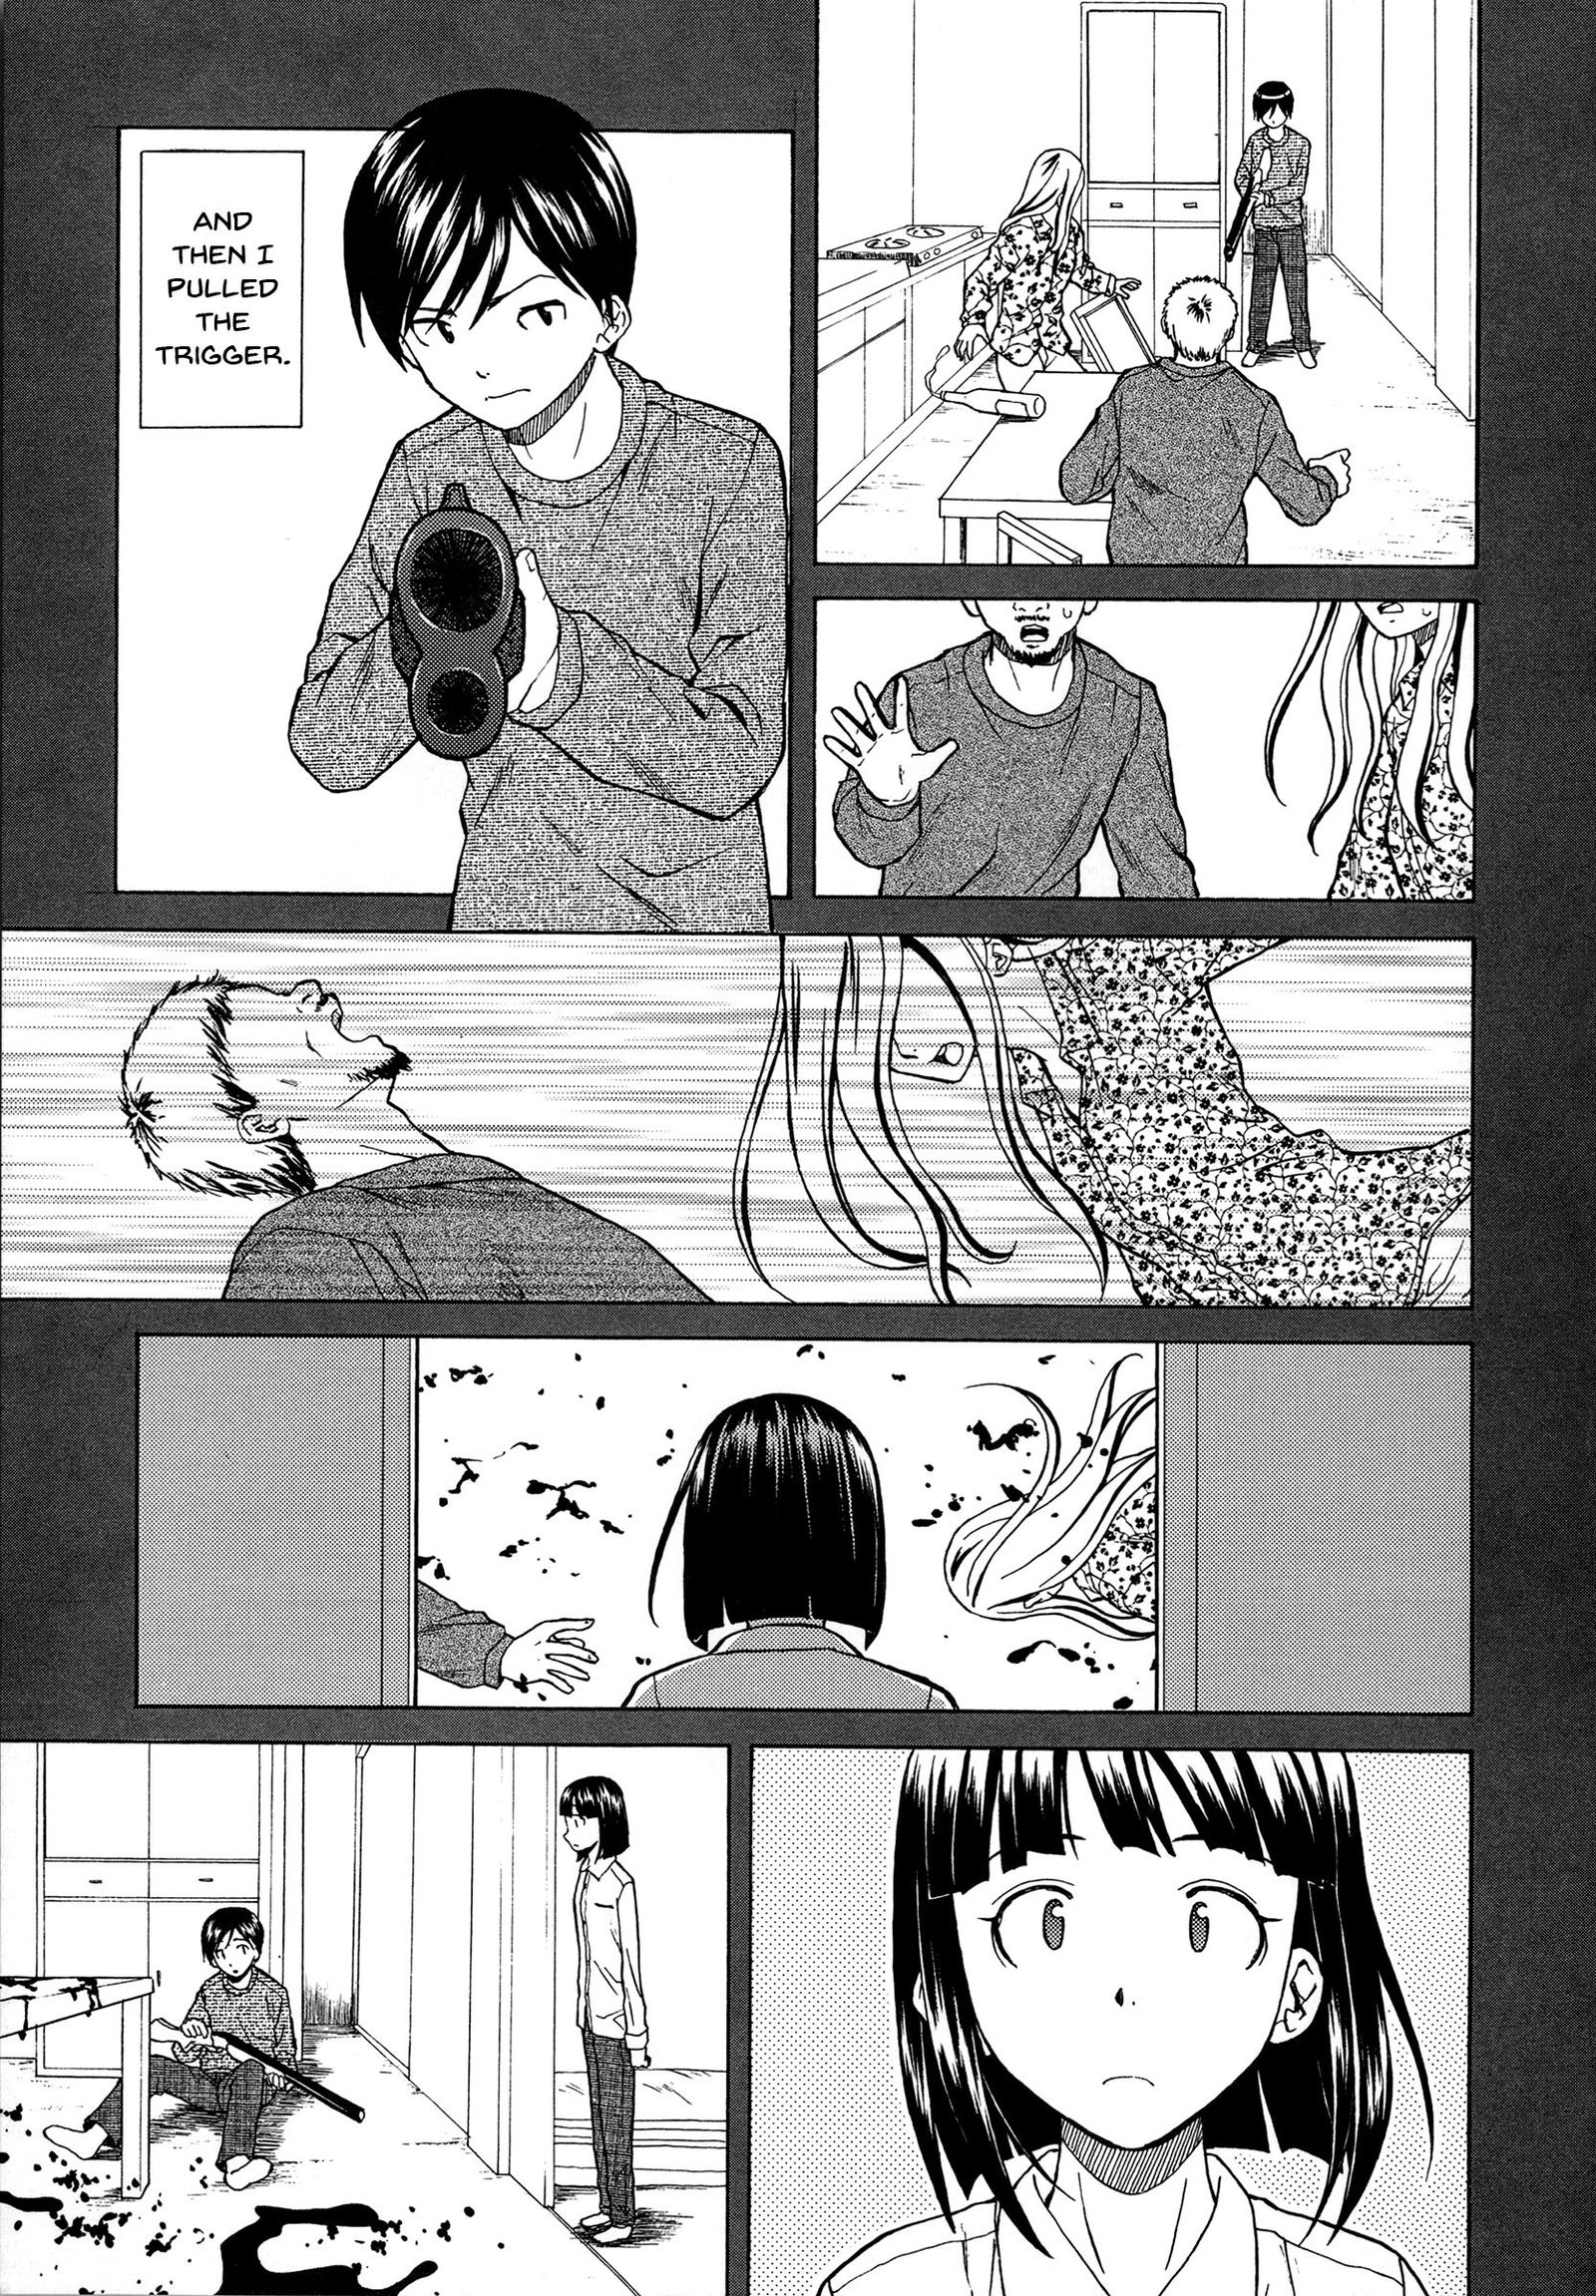 AND
THEN I
PULLED
THE
TRIGGER.